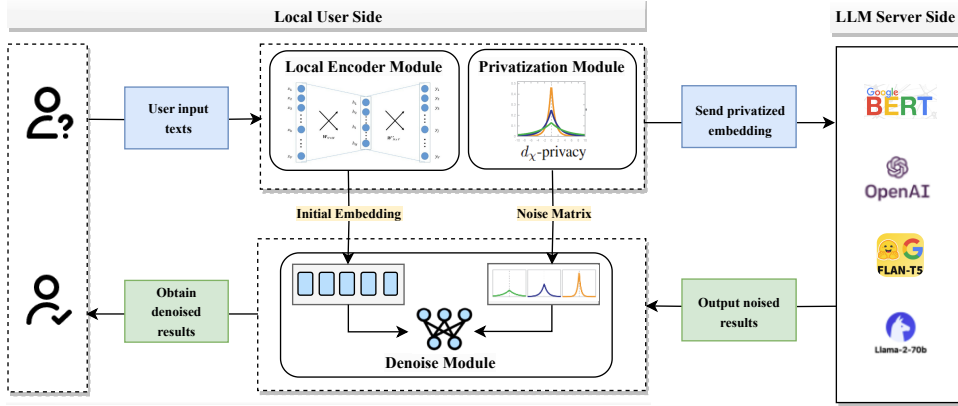 Local User Side
LLM Server Side
Local Encoder Module
Privatization Module
User input
texts
dχ-privacy
Send privatized
embedding
Google
BERT
OpenAI
Initial Embedding
Noise Matrix
FLAN-T5
Obtain
denoised
results
Denoise Module
Output noised
results
Llama-2-70b